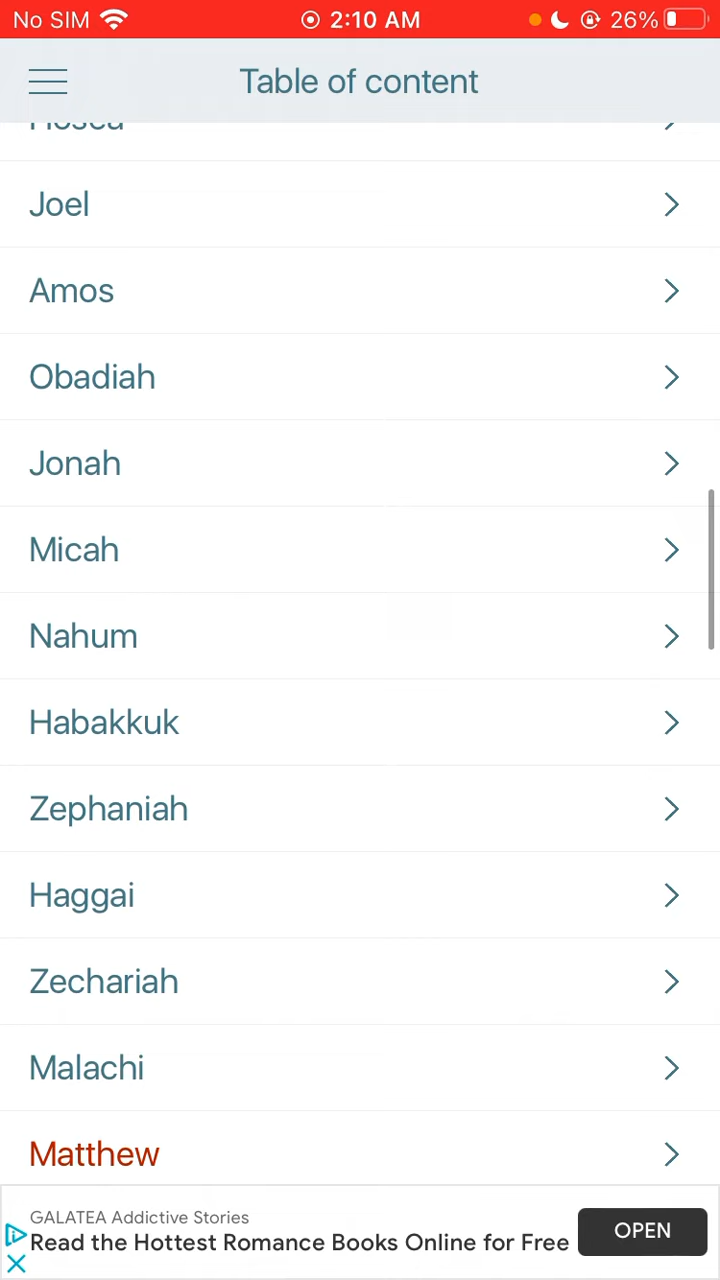 No SIM 2:10 AM 26%
Table of content
Hosea
Joel
Amos
Obadiah
Jonah
Micah
Nahum
Habakkuk
Zephaniah
Haggai
Zechariah
Malachi
Matthew
GALATEA Addictive Stories
Read the Hottest Romance Books Online for Free
OPEN